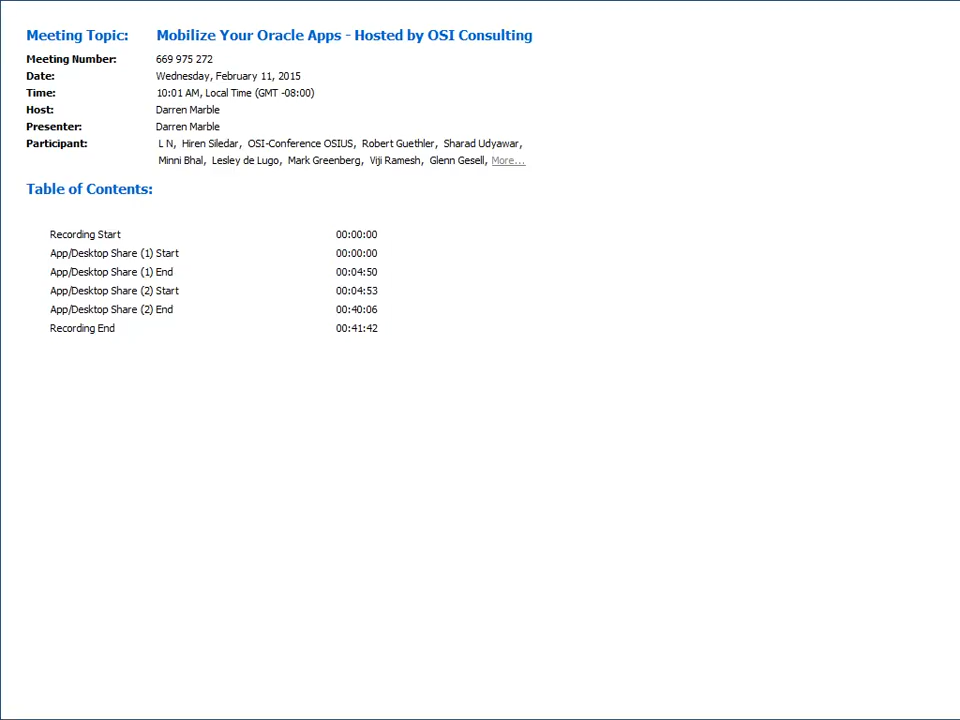 Meeting Topic: Mobilize Your Oracle Apps - Hosted by OSI Consulting
Meeting Number: 669 975 272
Date: Wednesday, February 11, 2015
Time: 10:01 AM, Local Time (GMT -08:00)
Host: Darren Marble
Presenter: Darren Marble
Participant: L N, Hiren Siledar, OSI-Conference OSIUS, Robert Guethler, Sharad Udyawar,
Minni Bhal, Lesley de Lugo, Mark Greenberg, Viji Ramesh, Glenn Gesell, More...
Table of Contents:
Recording Start 00:00:00
App/Desktop Share (1) Start 00:00:00
App/Desktop Share (1) End 00:04:50
App/Desktop Share (2) Start 00:04:53
App/Desktop Share (2) End 00:40:06
Recording End 00:41:42